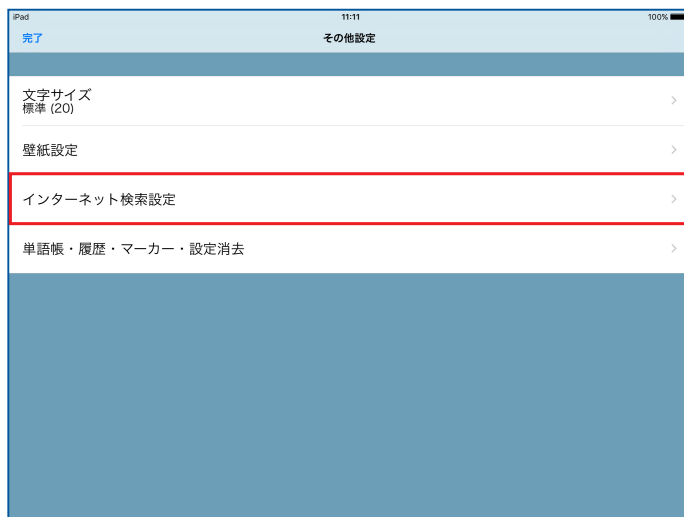 iPad 11:11 100%
完了 その他設定
文字サイズ
標準 (20)
壁紙設定
インターネット検索設定
単語帳・履歴・マーカー・設定消去